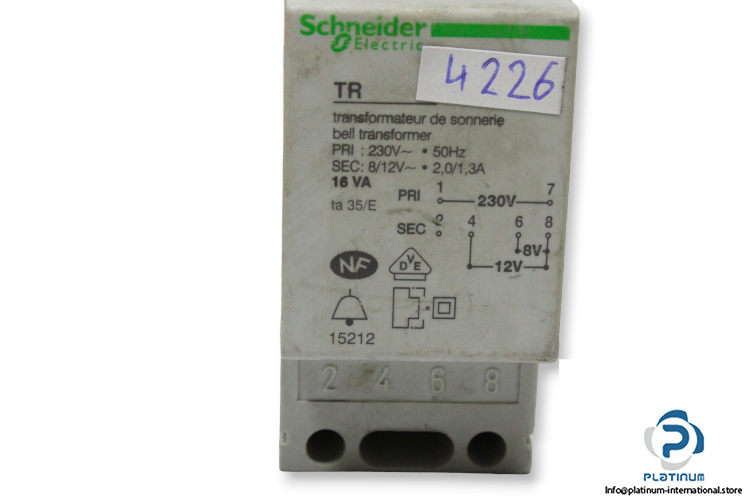 Schneider
Electric
4226
TR
transformateur de sonnerie
bell transformer
PRI : 230V~ • 50Hz
SEC: 8/12V~ • 2,0/1,3A
16 VA
ta 35/E
PRI 1 230V 7
SEC 2 4 6 8
8V
12V
NF
DVE
15212
2 4 6 8
PLATINUM
Info@platinum-international.store